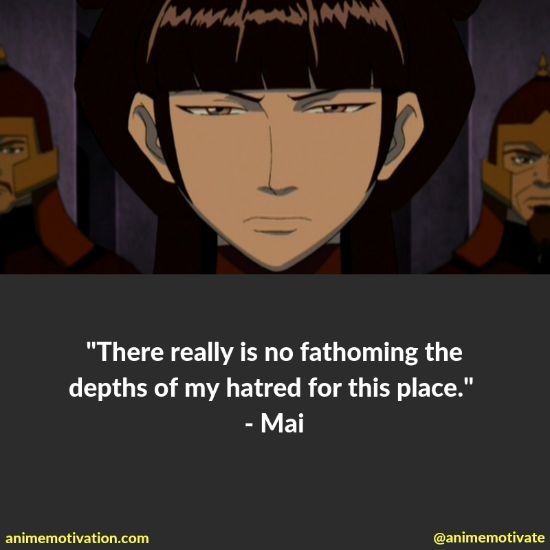 "There really is no fathoming the
depths of my hatred for this place."
- Mai
animemotivation.com
@animemotivate